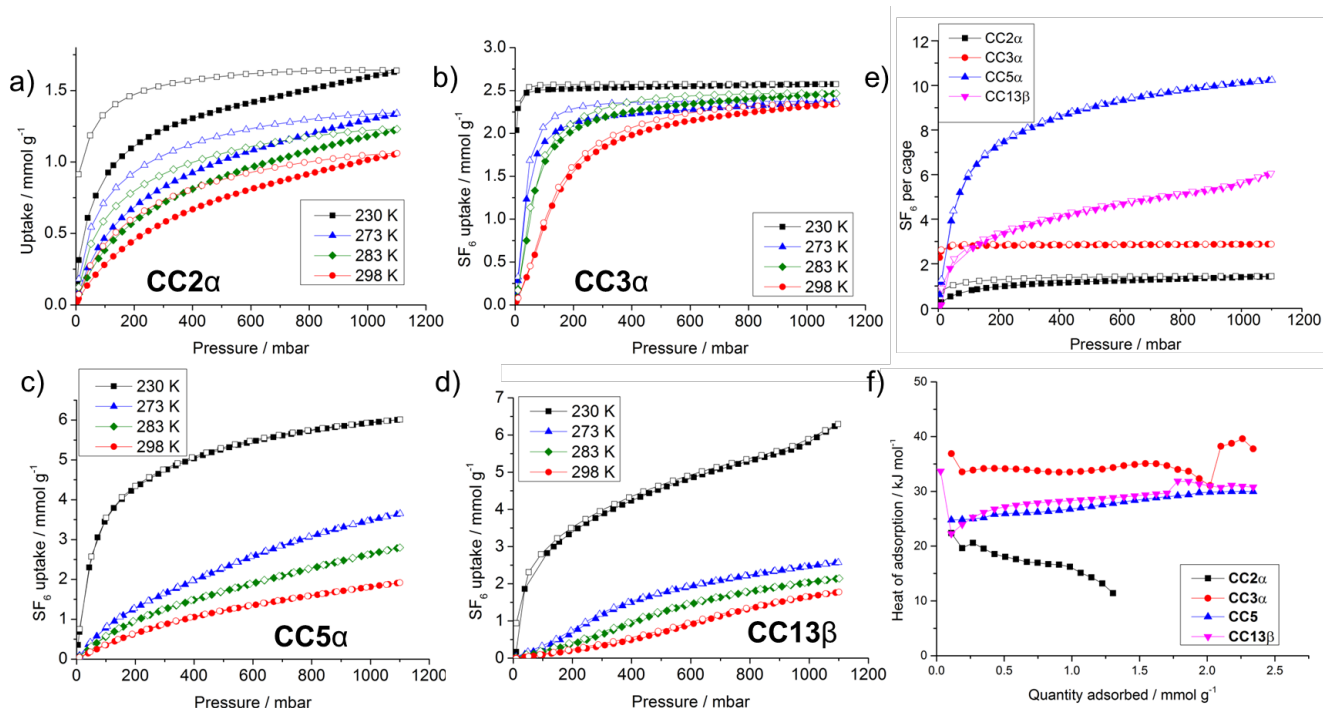 a)
Uptake / mmol g⁻¹
1.5
1.0
0.5
0.0
0 200 400 600 800 1000 1200
Pressure / mbar
CC2α
230 K
273 K
283 K
298 K
b)
SF₆ uptake / mmol g⁻¹
3.0
2.5
2.0
1.5
1.0
0.5
0.0
0 200 400 600 800 1000 1200
Pressure / mbar
CC3α
230 K
273 K
283 K
298 K
e)
SF₆ per cage
12
10
8
6
4
2
0
0 200 400 600 800 1000 1200
Pressure / mbar
CC2α
CC3α
CC5α
CC13β
c)
SF₆ uptake / mmol g⁻¹
6
5
4
3
2
1
0
0 200 400 600 800 1000 120
Pressure / mbar
CC5α
230 K
273 K
283 K
298 K
d)
SF₆ uptake / mmol g⁻¹
7
6
5
4
3
2
1
0
0 200 400 600 800 1000 1200
Pressure / mbar
CC13β
230 K
273 K
283 K
298 K
f)
Heat of adsorption / kJ mol⁻¹
50
40
30
20
10
0
0.0 0.5 1.0 1.5 2.0 2.5
Quantity adsorbed / mmol g⁻¹
CC2α
CC3α
CC5
CC13β